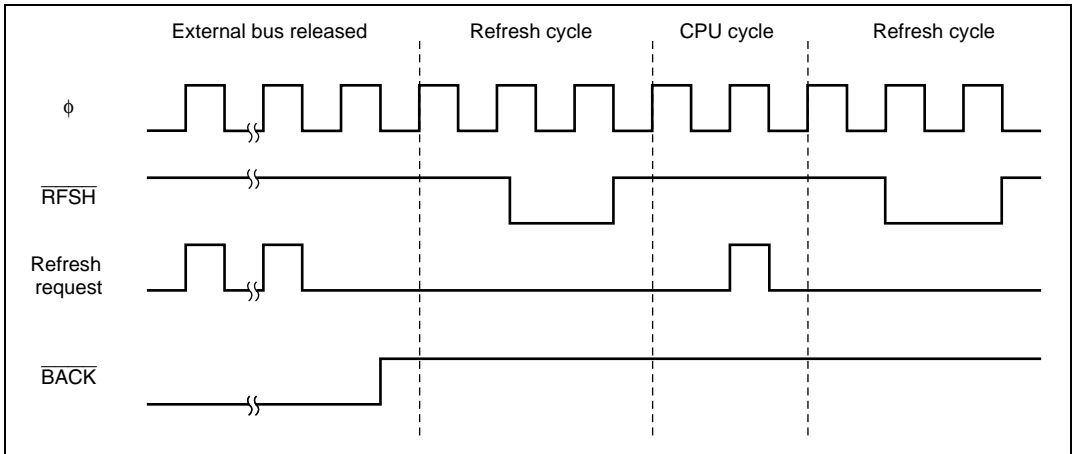 External bus released Refresh cycle CPU cycle Refresh cycle
ϕ
RFSH
Refresh
request
BACK